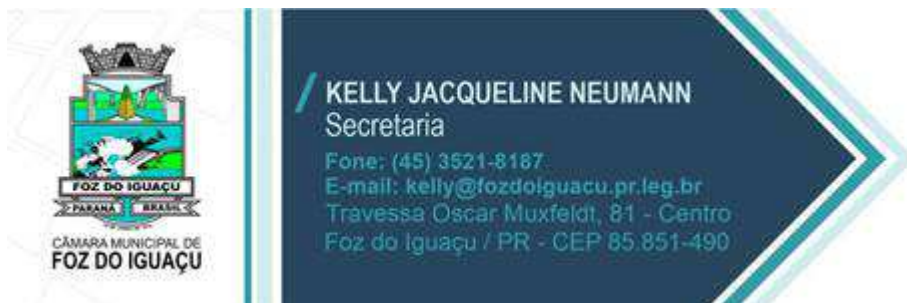 FOZ DO IGUAÇU
PARANÁ BRASIL
CÂMARA MUNICIPAL DE
FOZ DO IGUAÇU
KELLY JACQUELINE NEUMANN
Secretaria
Fone: (45) 3521-8187
E-mail: kelly@fozdoiguacu.pr.leg.br
Travessa Oscar Muxfeldt, 81 - Centro
Foz do Iguaçu / PR - CEP 85.851-490